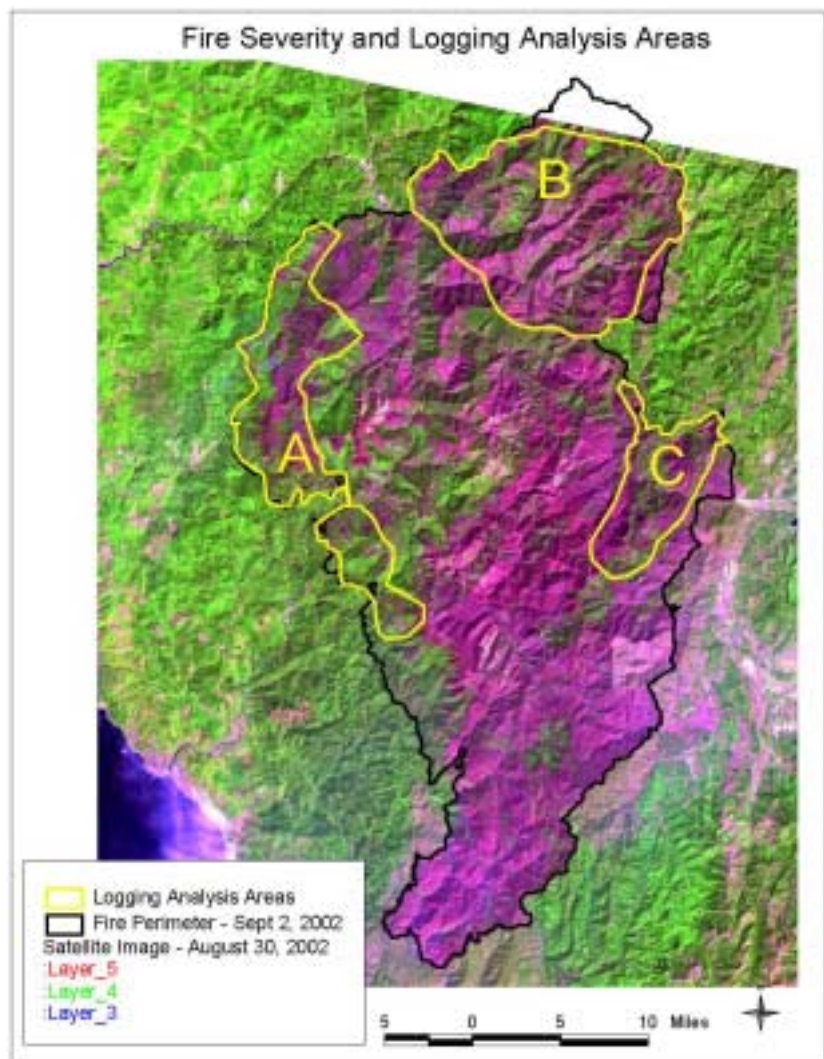 Fire Severity and Logging Analysis Areas
B
A
C
Logging Analysis Areas
Fire Perimeter - Sept 2, 2002
Satellite Image - August 30, 2002
:Layer_5
:Layer_4
:Layer_3
5 0 5 10 Miles